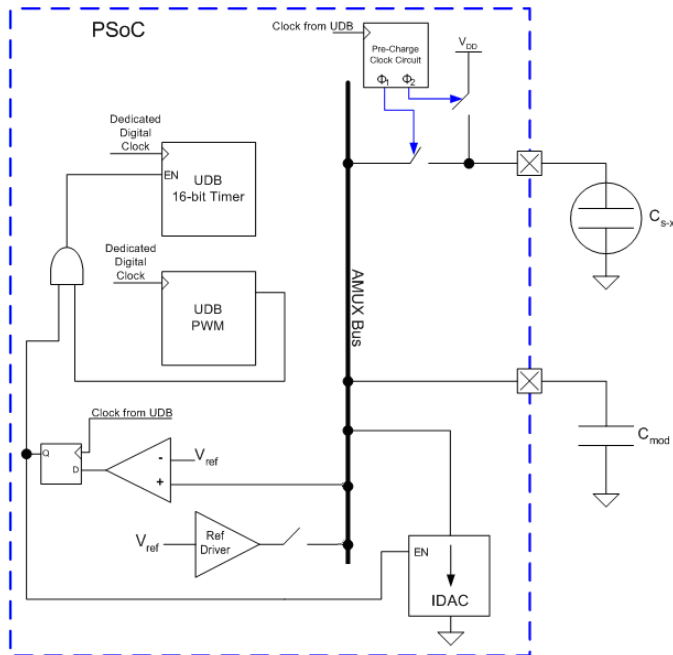 PSoC
Clock from UDB
Pre-Charge
Clock Circuit
Φ1 Φ2
VDD
Dedicated
Digital
Clock
EN
UDB
16-bit Timer
Cs-x
Dedicated
Digital
Clock
UDB
PWM
AMUX Bus
Clock from UDB
Q
D
-
+
Vref
Cmod
Vref
Ref
Driver
EN
IDAC